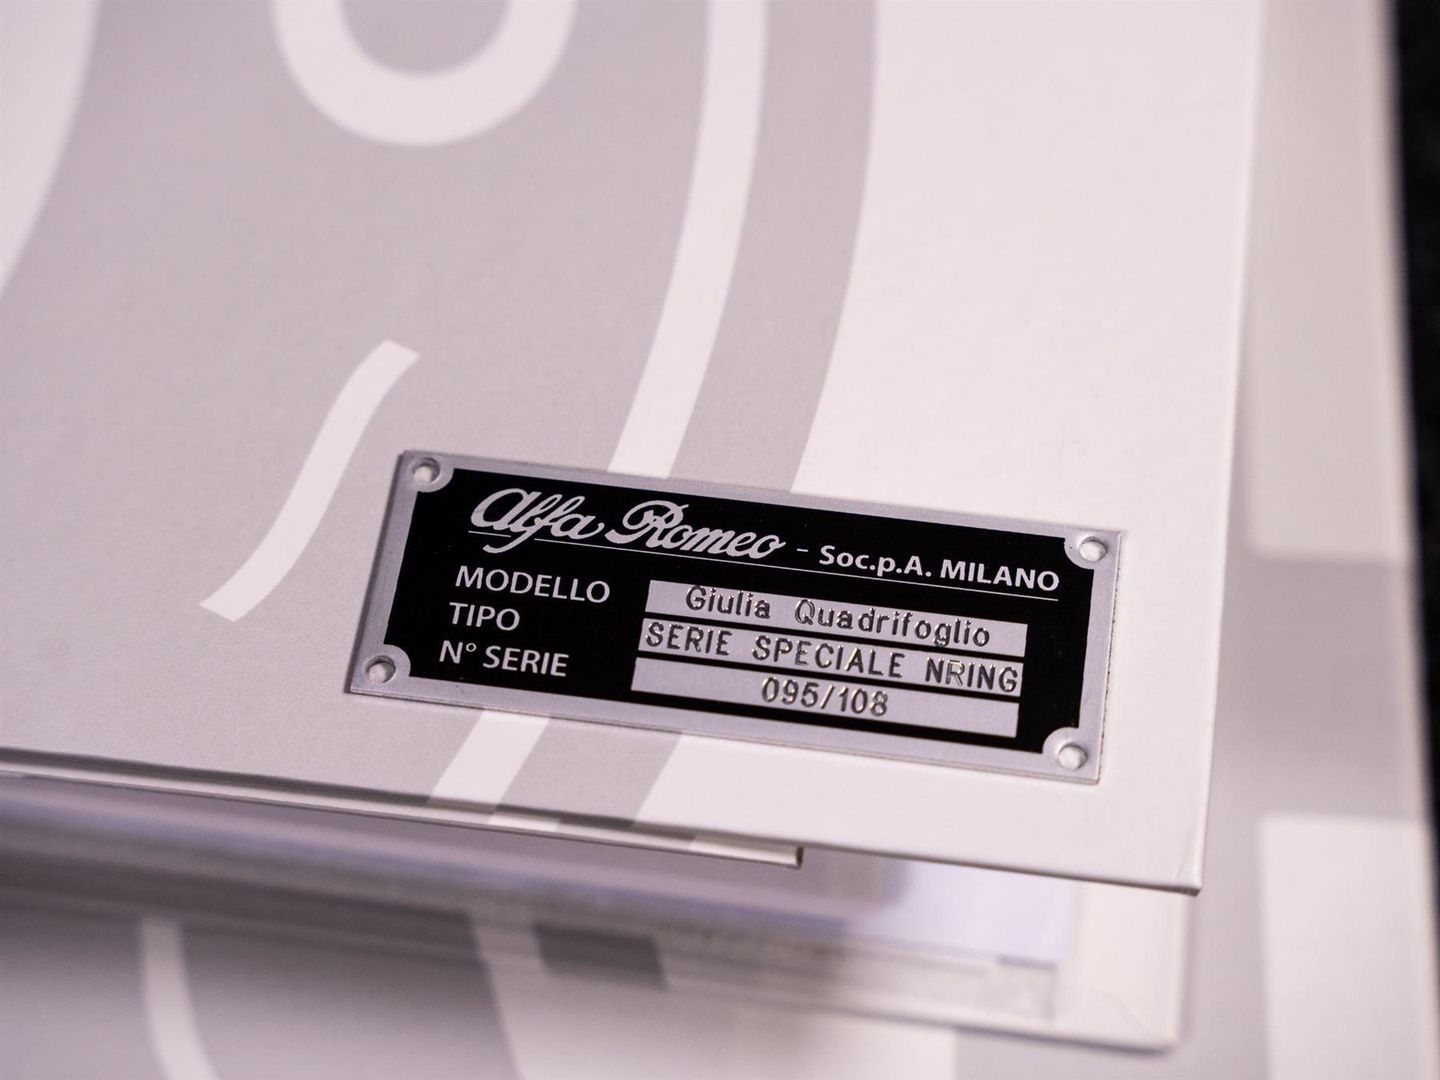 Alfa Romeo - Soc.p.A. MILANO
MODELLO Giulia Quadrifoglio
TIPO SERIE SPECIALE NRING
N° SERIE 095/108